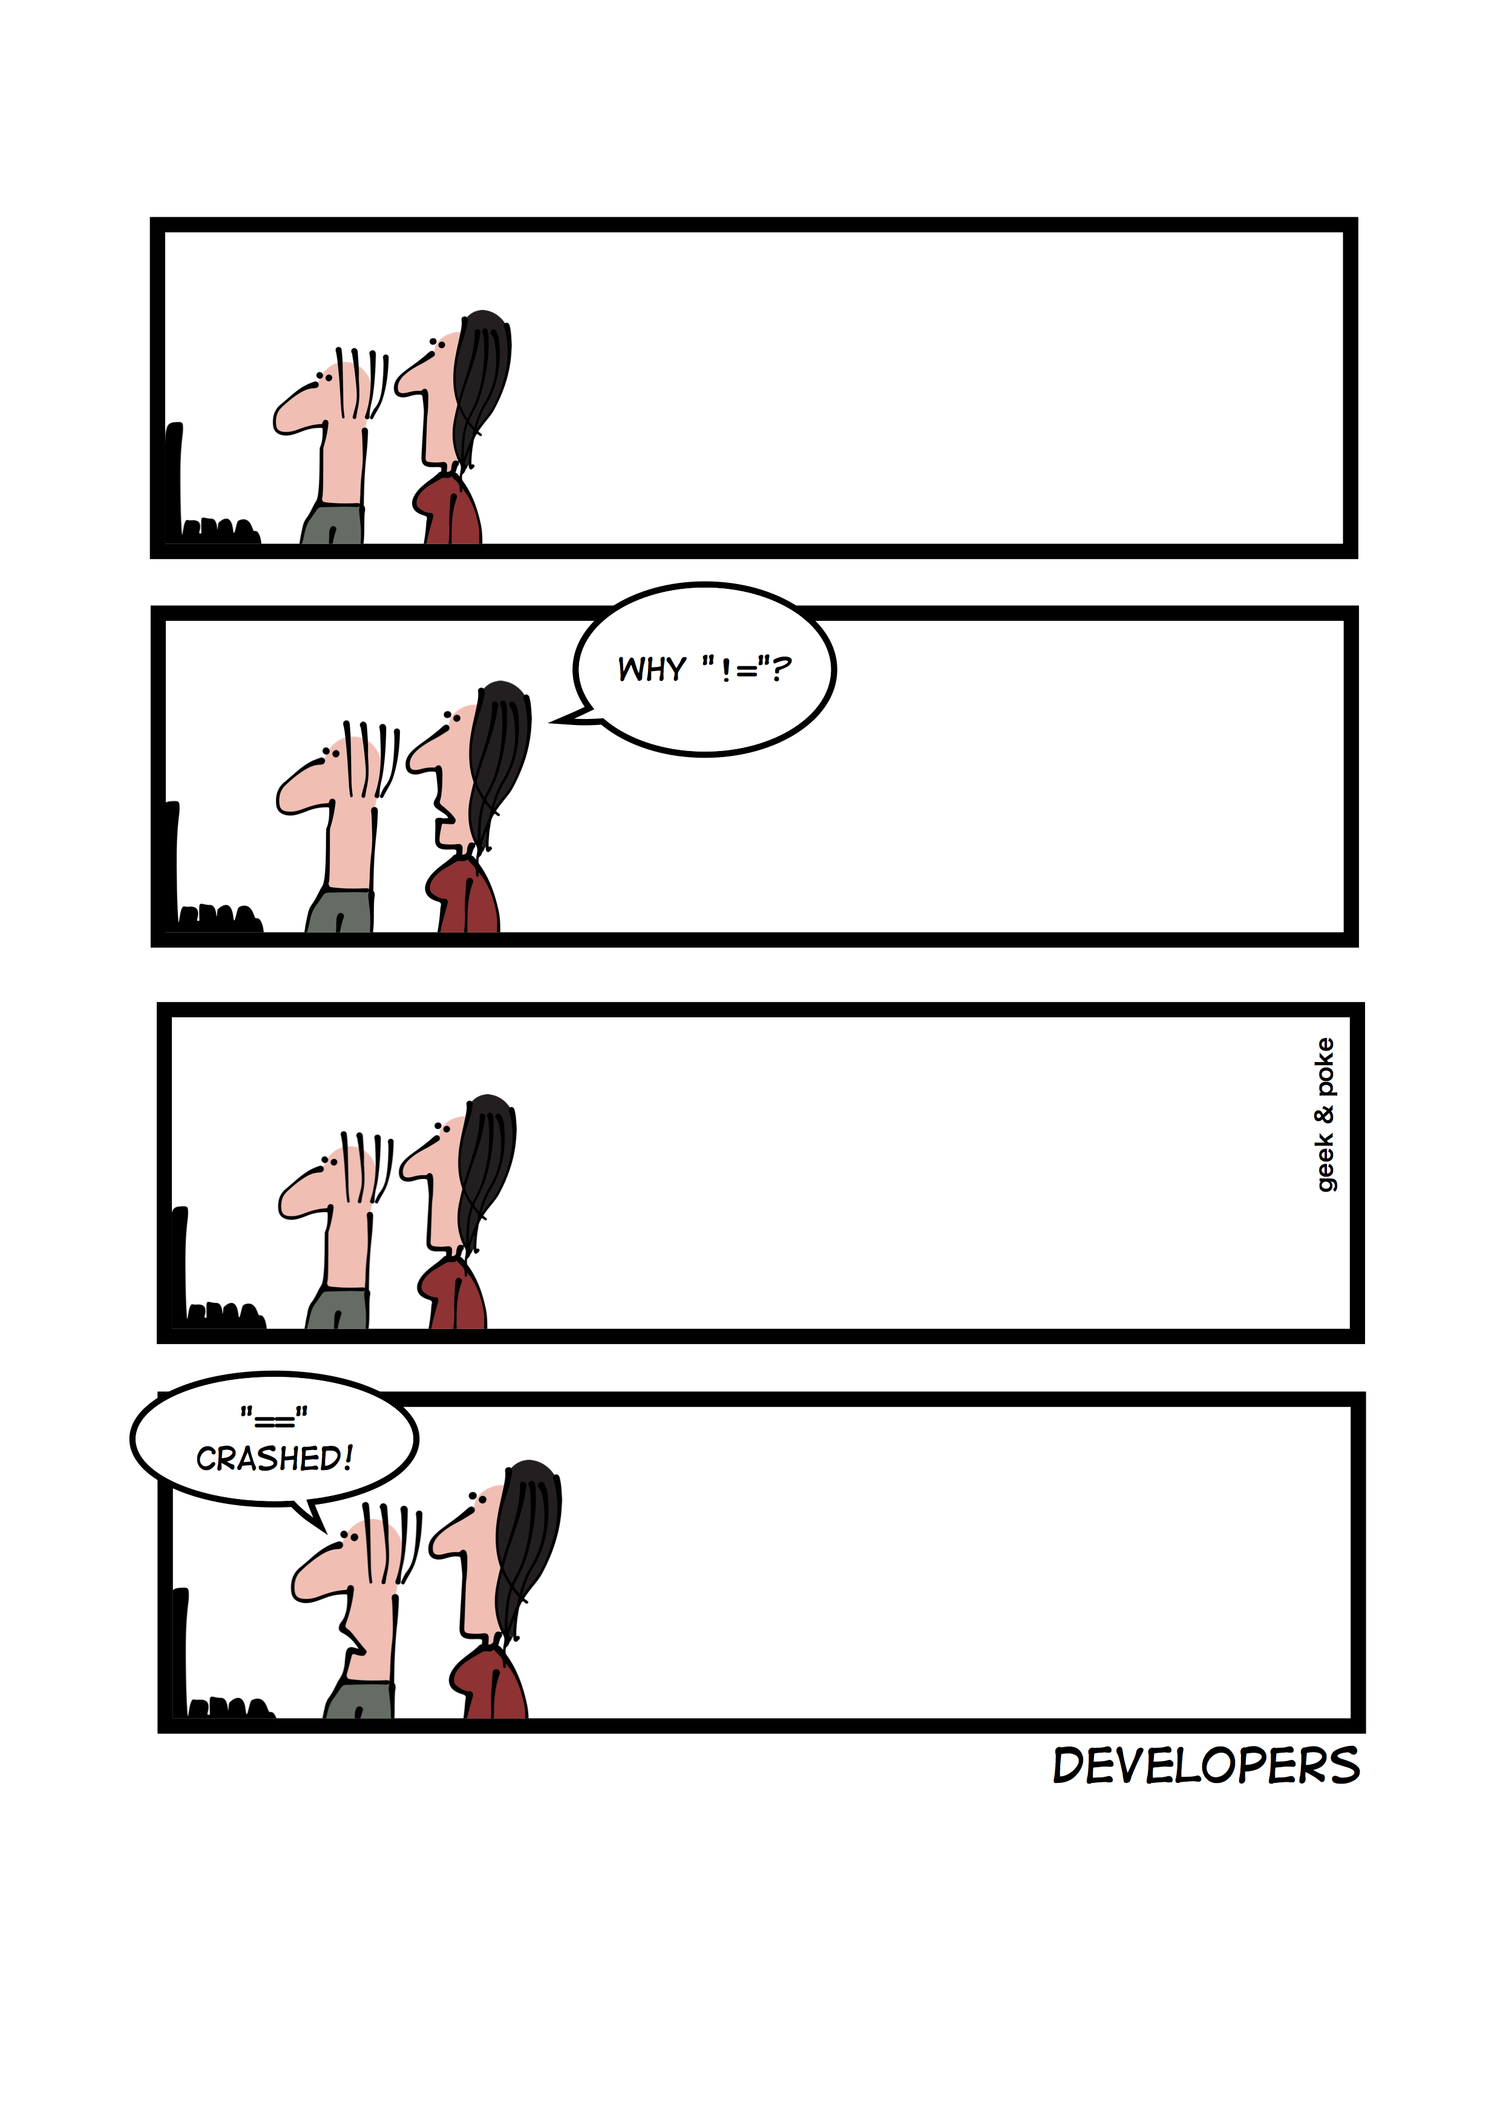 WHY "!="?
geek & poke
"=="
CRASHED!
DEVELOPERS